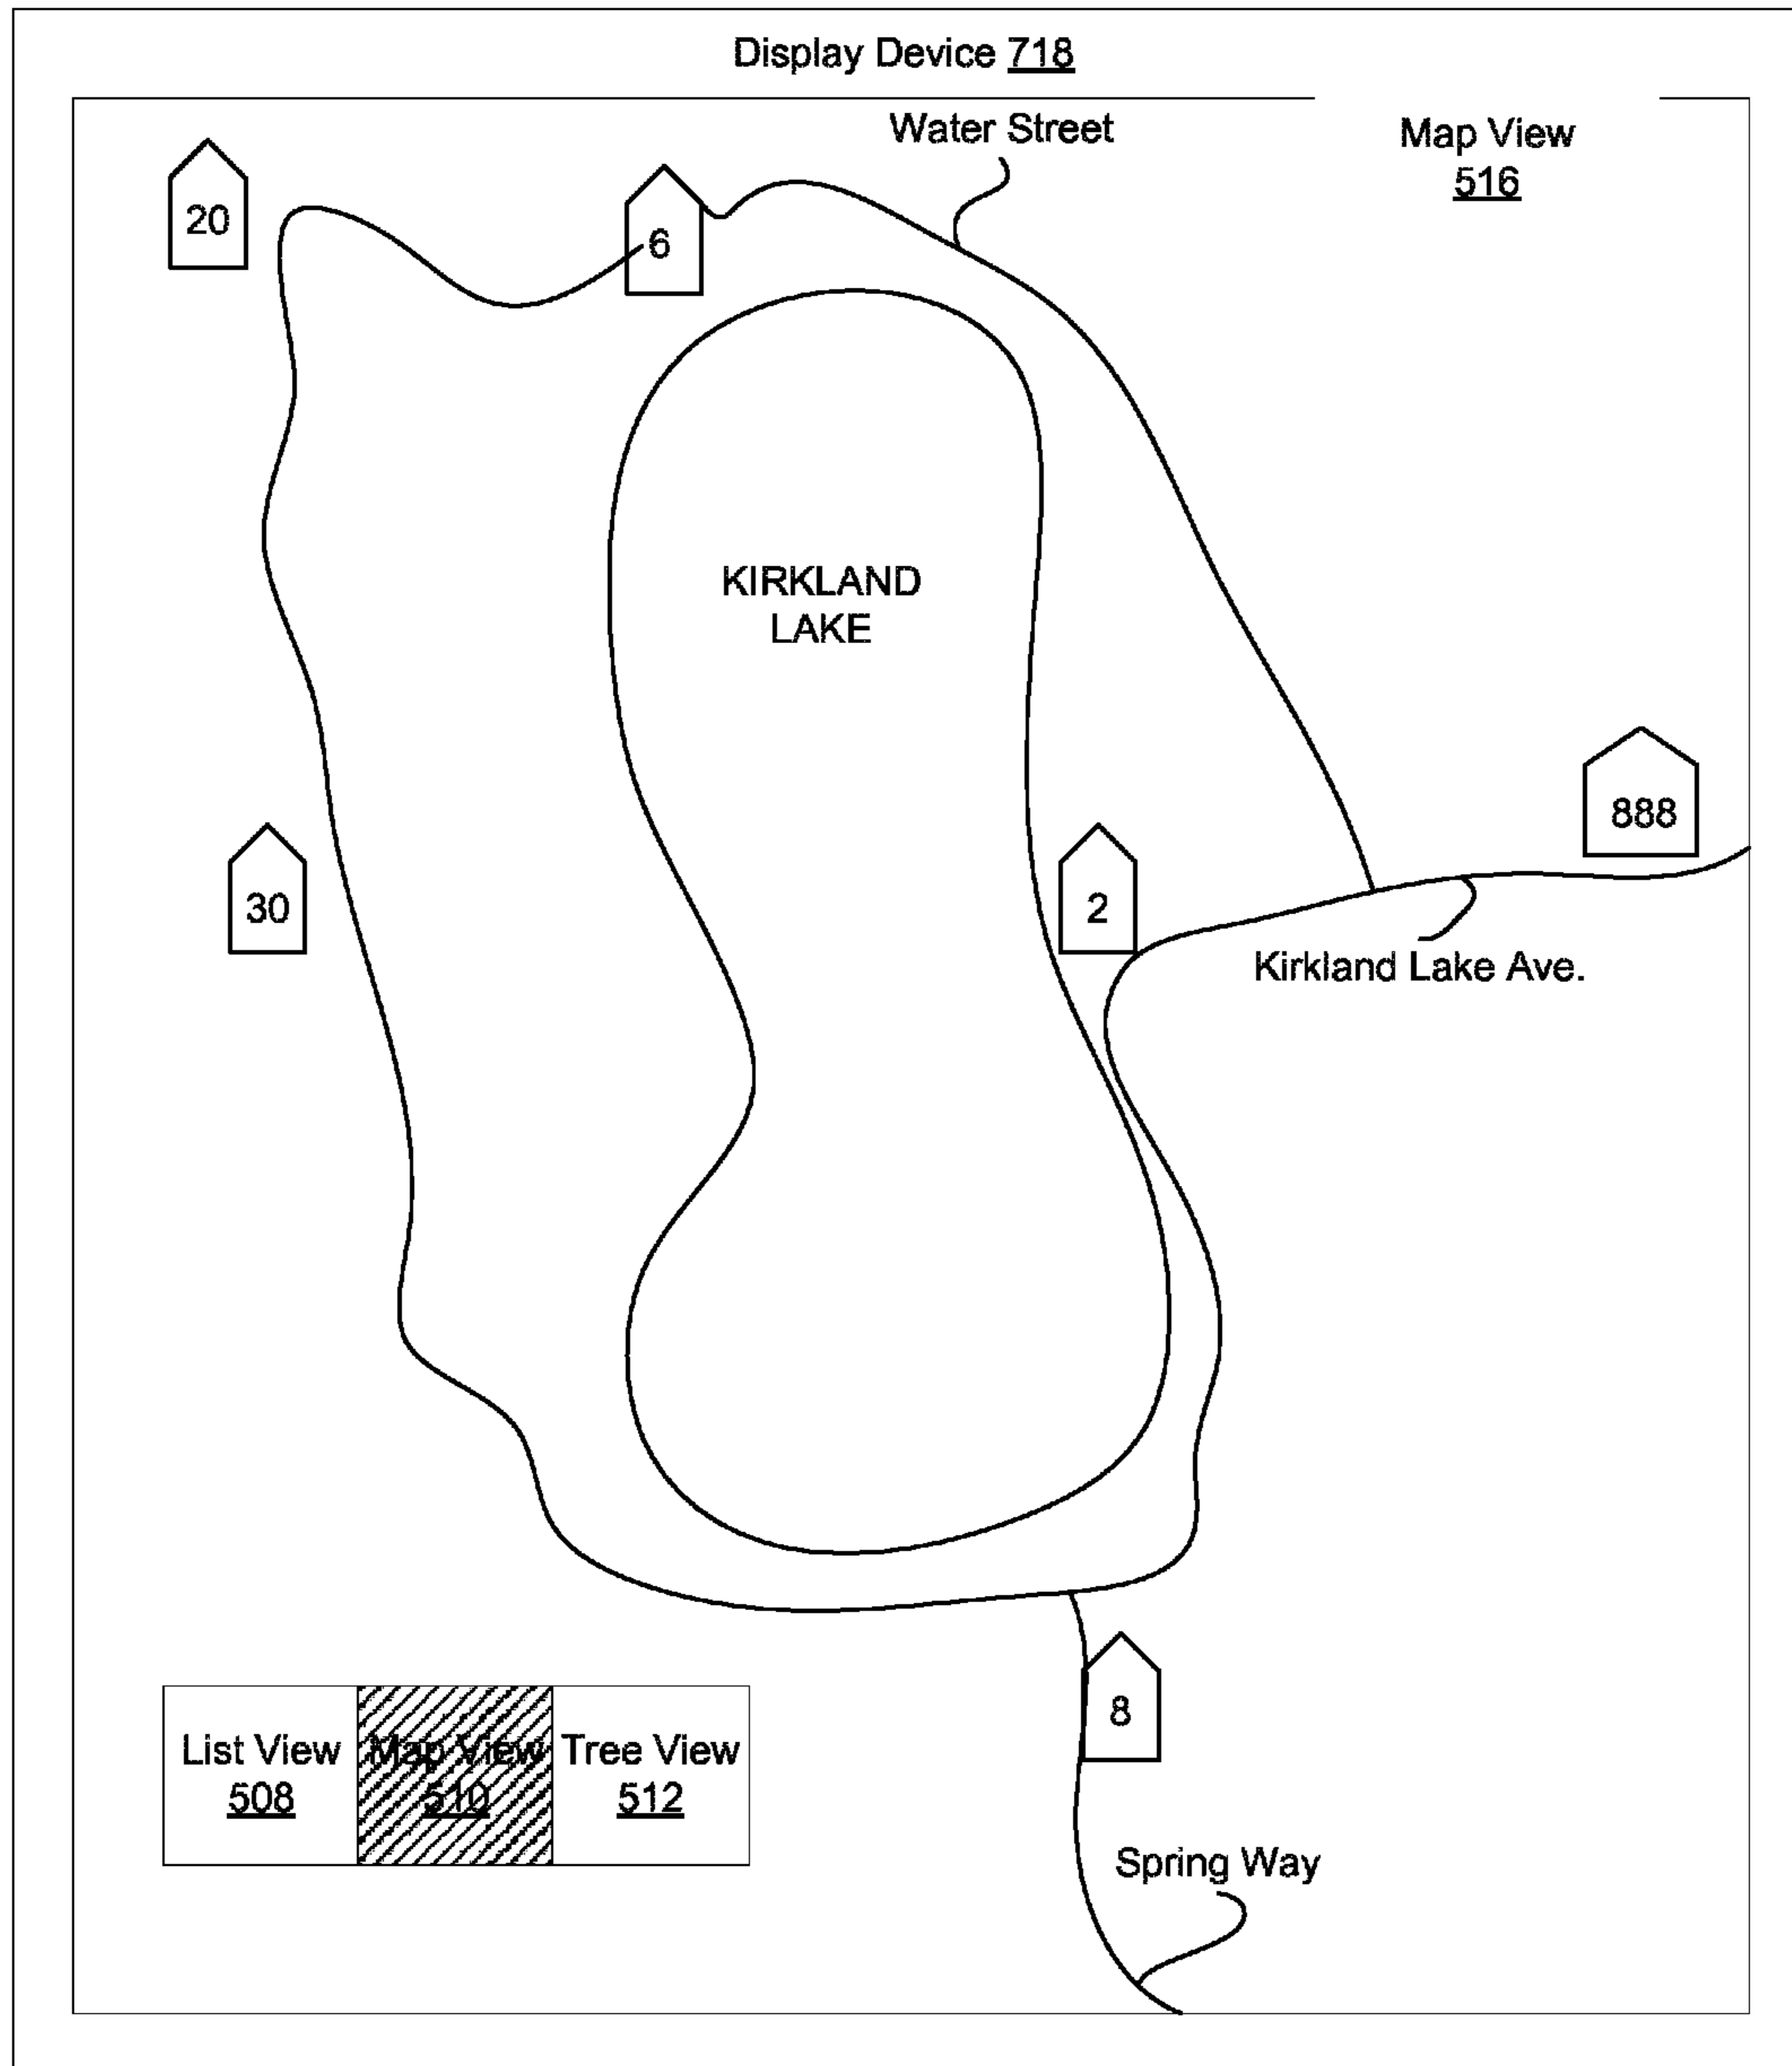 Display Device 718
Water Street
Map View
516
20
6
KIRKLAND
LAKE
888
30
2
Kirkland Lake Ave.
8
List View
508
Map View
510
Tree View
512
Spring Way